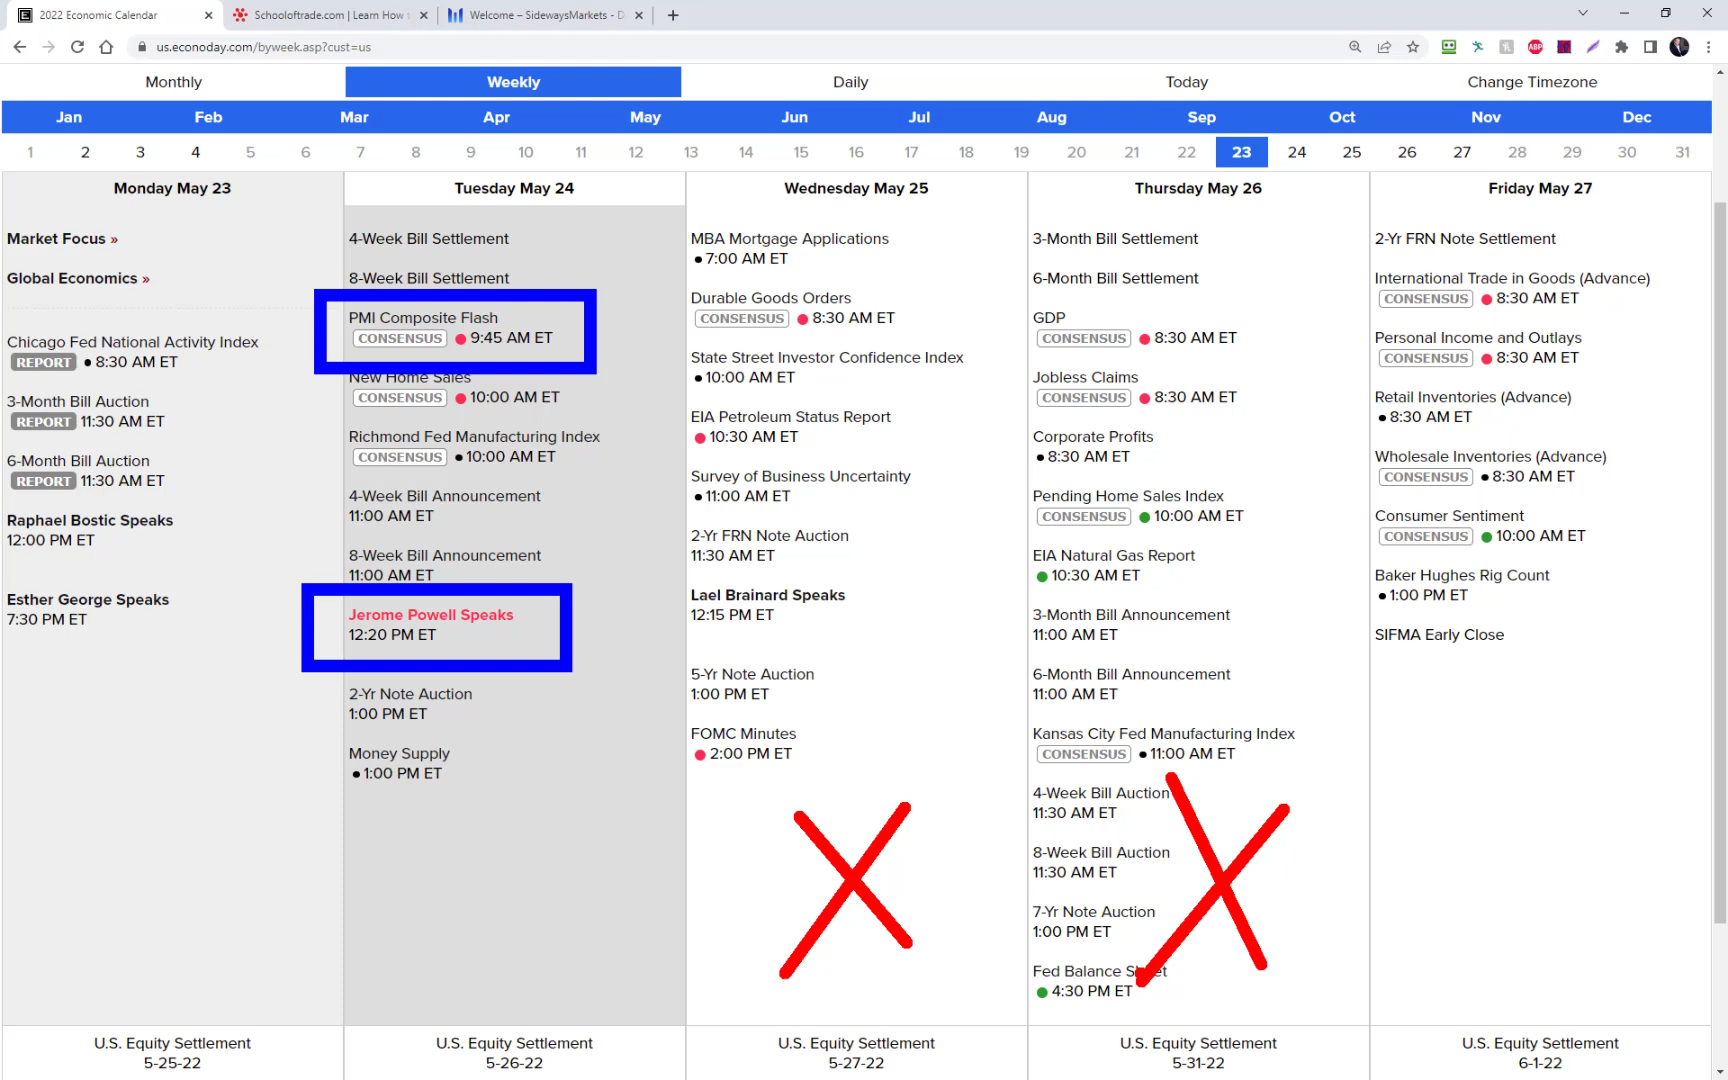 2022 Economic Calendar
Schooloftrade.com | Learn How
Welcome – SidewaysMarkets - D
us.econoday.com/byweek.asp?cust=us
ABP
Monthly
Weekly
Daily
Today
Change Timezone
Jan Feb Mar Apr May Jun Jul Aug Sep Oct Nov Dec
1 2 3 4 5 6 7 8 9 10 11 12 13 14 15 16 17 18 19 20 21 22 23 24 25 26 27 28 29 30 31
Monday May 23
Market Focus »
Global Economics »
Chicago Fed National Activity Index
REPORT 8:30 AM ET
3-Month Bill Auction
REPORT 11:30 AM ET
6-Month Bill Auction
REPORT 11:30 AM ET
Raphael Bostic Speaks
12:00 PM ET
Esther George Speaks
7:30 PM ET
U.S. Equity Settlement
5-25-22
Tuesday May 24
4-Week Bill Settlement
8-Week Bill Settlement
PMI Composite Flash
CONSENSUS 9:45 AM ET
New Home Sales
CONSENSUS 10:00 AM ET
Richmond Fed Manufacturing Index
CONSENSUS 10:00 AM ET
4-Week Bill Announcement
11:00 AM ET
8-Week Bill Announcement
11:00 AM ET
Jerome Powell Speaks
12:20 PM ET
2-Yr Note Auction
1:00 PM ET
Money Supply
1:00 PM ET
U.S. Equity Settlement
5-26-22
Wednesday May 25
MBA Mortgage Applications
7:00 AM ET
Durable Goods Orders
CONSENSUS 8:30 AM ET
State Street Investor Confidence Index
10:00 AM ET
EIA Petroleum Status Report
10:30 AM ET
Survey of Business Uncertainty
11:00 AM ET
2-Yr FRN Note Auction
11:30 AM ET
Lael Brainard Speaks
12:15 PM ET
5-Yr Note Auction
1:00 PM ET
FOMC Minutes
2:00 PM ET
U.S. Equity Settlement
5-27-22
Thursday May 26
3-Month Bill Settlement
6-Month Bill Settlement
GDP
CONSENSUS 8:30 AM ET
Jobless Claims
CONSENSUS 8:30 AM ET
Corporate Profits
8:30 AM ET
Pending Home Sales Index
CONSENSUS 10:00 AM ET
EIA Natural Gas Report
10:30 AM ET
3-Month Bill Announcement
11:00 AM ET
6-Month Bill Announcement
11:00 AM ET
Kansas City Fed Manufacturing Index
CONSENSUS 11:00 AM ET
4-Week Bill Auction
11:30 AM ET
8-Week Bill Auction
11:30 AM ET
7-Yr Note Auction
1:00 PM ET
Fed Balance Sheet
4:30 PM ET
U.S. Equity Settlement
5-31-22
Friday May 27
2-Yr FRN Note Settlement
International Trade in Goods (Advance)
CONSENSUS 8:30 AM ET
Personal Income and Outlays
CONSENSUS 8:30 AM ET
Retail Inventories (Advance)
8:30 AM ET
Wholesale Inventories (Advance)
CONSENSUS 8:30 AM ET
Consumer Sentiment
CONSENSUS 10:00 AM ET
Baker Hughes Rig Count
1:00 PM ET
SIFMA Early Close
U.S. Equity Settlement
6-1-22